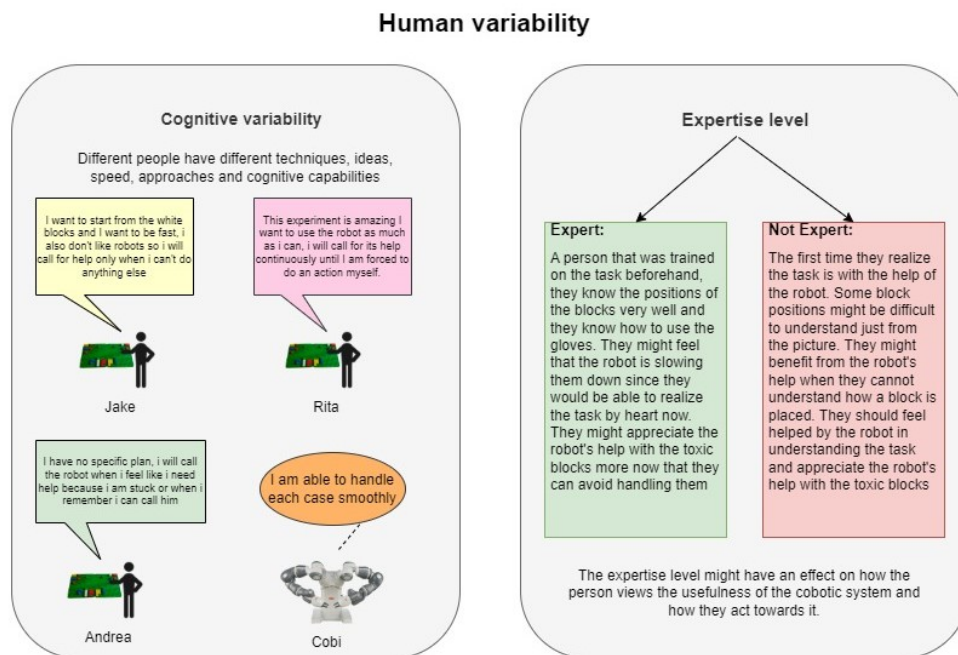 Human variability
Cognitive variability
Different people have different techniques, ideas,
speed, approaches and cognitive capabilities
I want to start from the white
blocks and I want to be fast, i
also don't like robots so i will
call for help only when i can't do
anything else
Jake
This experiment is amazing I
want to use the robot as much
as i can, i will call for its help
continuously until I am forced to
do an action myself.
Rita
I have no specific plan, i will call
the robot when i feel like i need
help because i am stuck or when i
remember i can call him
Andrea
I am able to handle
each case smoothly
Cobi
Expertise level
Expert:
A person that was trained
on the task beforehand,
they know the positions of
the blocks very well and
they know how to use the
gloves. They might feel
that the robot is slowing
them down since they
would be able to realize
the task by heart now.
They might appreciate the
robot's help with the toxic
blocks more now that they
can avoid handling them
Not Expert:
The first time they realize
the task is with the help of
the robot. Some block
positions might be difficult
to understand just from
the picture. They might
benefit from the robot's
help when they cannot
understand how a block is
placed. They should feel
helped by the robot in
understanding the task
and appreciate the robot's
help with the toxic blocks
The expertise level might have an effect on how the
person views the usefulness of the cobotic system and
how they act towards it.